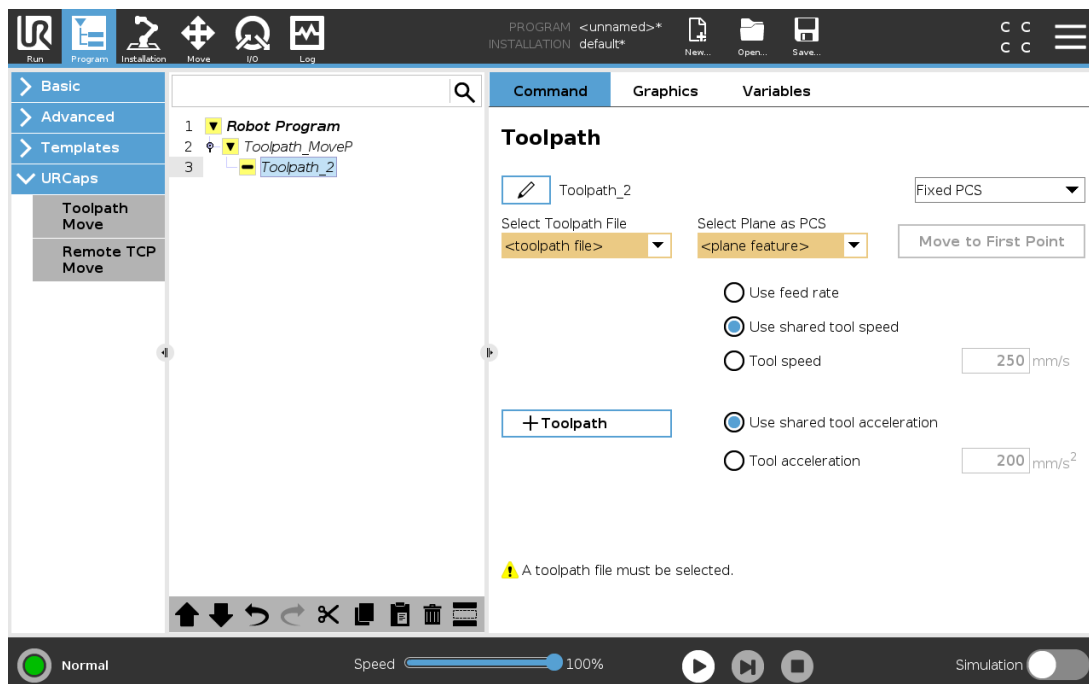 UR
PROGRAM <unnamed>*
INSTALLATION default*
C C
C C
Run Program Installation Move I/O Log New... Open... Save...
Basic
Advanced
Templates
URCaps
Toolpath
Move
Remote TCP
Move
1 Robot Program
2 Toolpath_MoveP
3 Toolpath_2
Command Graphics Variables
Toolpath
Toolpath_2 Fixed PCS
Select Toolpath File Select Plane as PCS
<toolpath file> <plane feature> Move to First Point
Use feed rate
Use shared tool speed
Tool speed 250 mm/s
+Toolpath Use shared tool acceleration
Tool acceleration 200 mm/s²
A toolpath file must be selected.
Normal Speed 100% Simulation